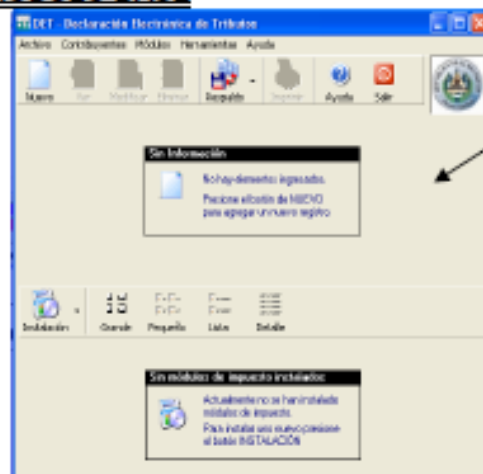 DET - Declaración Electrónica de Tributos
Archivo Contribuyentes Módulos Herramientas Ayuda
Nuevo Ver Modificar Eliminar Respaldo Imprimir Ayuda Salir
Sin Información
No hay elementos ingresados.
Presione el botón de NUEVO
para agregar un nuevo registro.
Instalación Grande Pequeño Lista Detalle
Sin módulos de impuesto instalados
Actualmente no se han instalado
módulos de impuesto.
Para instalar uno nuevo presione
el botón INSTALACIÓN